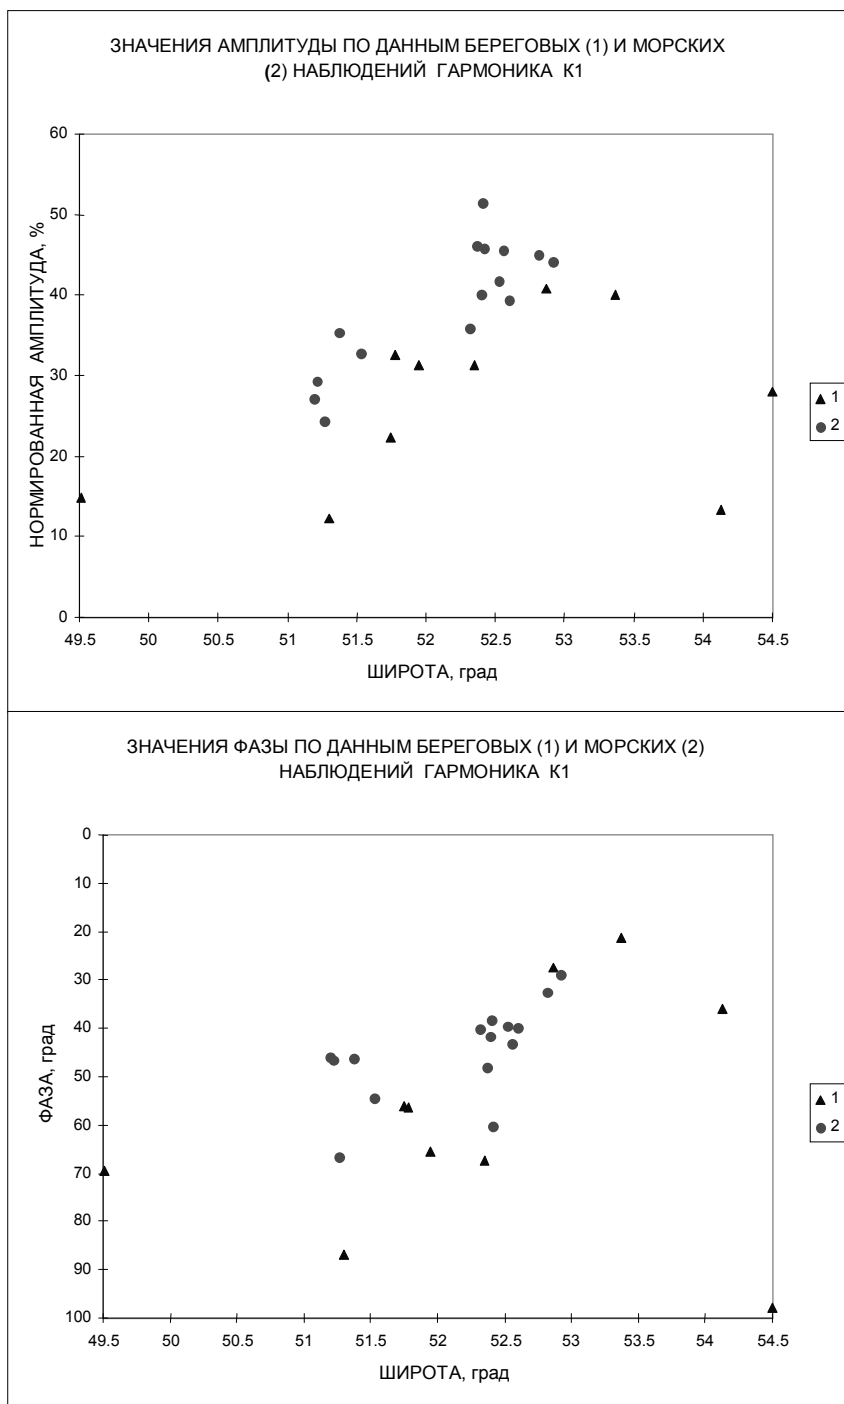 ЗНАЧЕНИЯ АМПЛИТУДЫ ПО ДАННЫМ БЕРЕГОВЫХ (1) И МОРСКИХ
(2) НАБЛЮДЕНИЙ ГАРМОНИКА К1
НОРМИРОВАННАЯ АМПЛИТУДА, %
60
50
40
30
20
10
0
49.5 50 50.5 51 51.5 52 52.5 53 53.5 54 54.5
ШИРОТА, град
1
2
ЗНАЧЕНИЯ ФАЗЫ ПО ДАННЫМ БЕРЕГОВЫХ (1) И МОРСКИХ (2)
НАБЛЮДЕНИЙ ГАРМОНИКА К1
ФАЗА, град
0
10
20
30
40
50
60
70
80
90
100
49.5 50 50.5 51 51.5 52 52.5 53 53.5 54 54.5
ШИРОТА, град
1
2